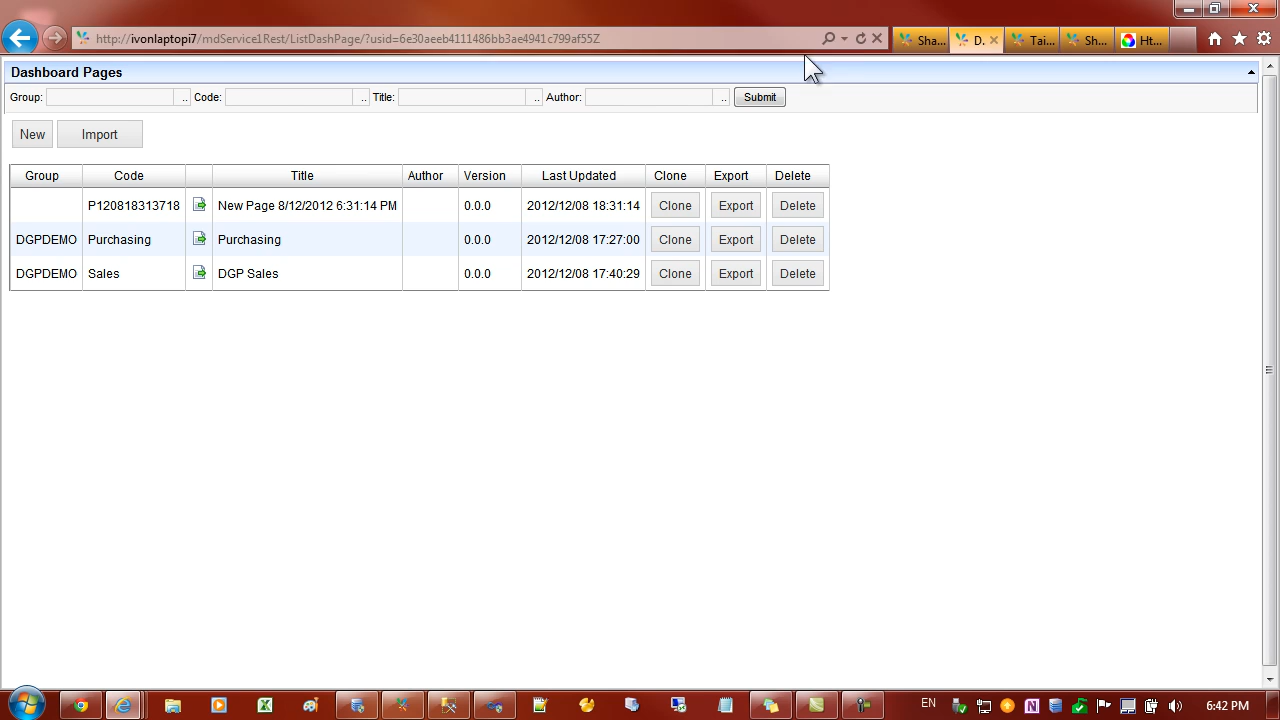 http://ivonlaptopi7/mdService1Rest/ListDashPage/?usid=6e30aeeb4111486bb3ae4941c799af55Z
Sha... D. Tai... Sh... Ht...
Dashboard Pages
Group: .. Code: .. Title: .. Author: .. Submit
New Import
Group Code Title Author Version Last Updated Clone Export Delete
P120818313718 New Page 8/12/2012 6:31:14 PM 0.0.0 2012/12/08 18:31:14 Clone Export Delete
DGPDEMO Purchasing Purchasing 0.0.0 2012/12/08 17:27:00 Clone Export Delete
DGPDEMO Sales DGP Sales 0.0.0 2012/12/08 17:40:29 Clone Export Delete
EN 6:42 PM